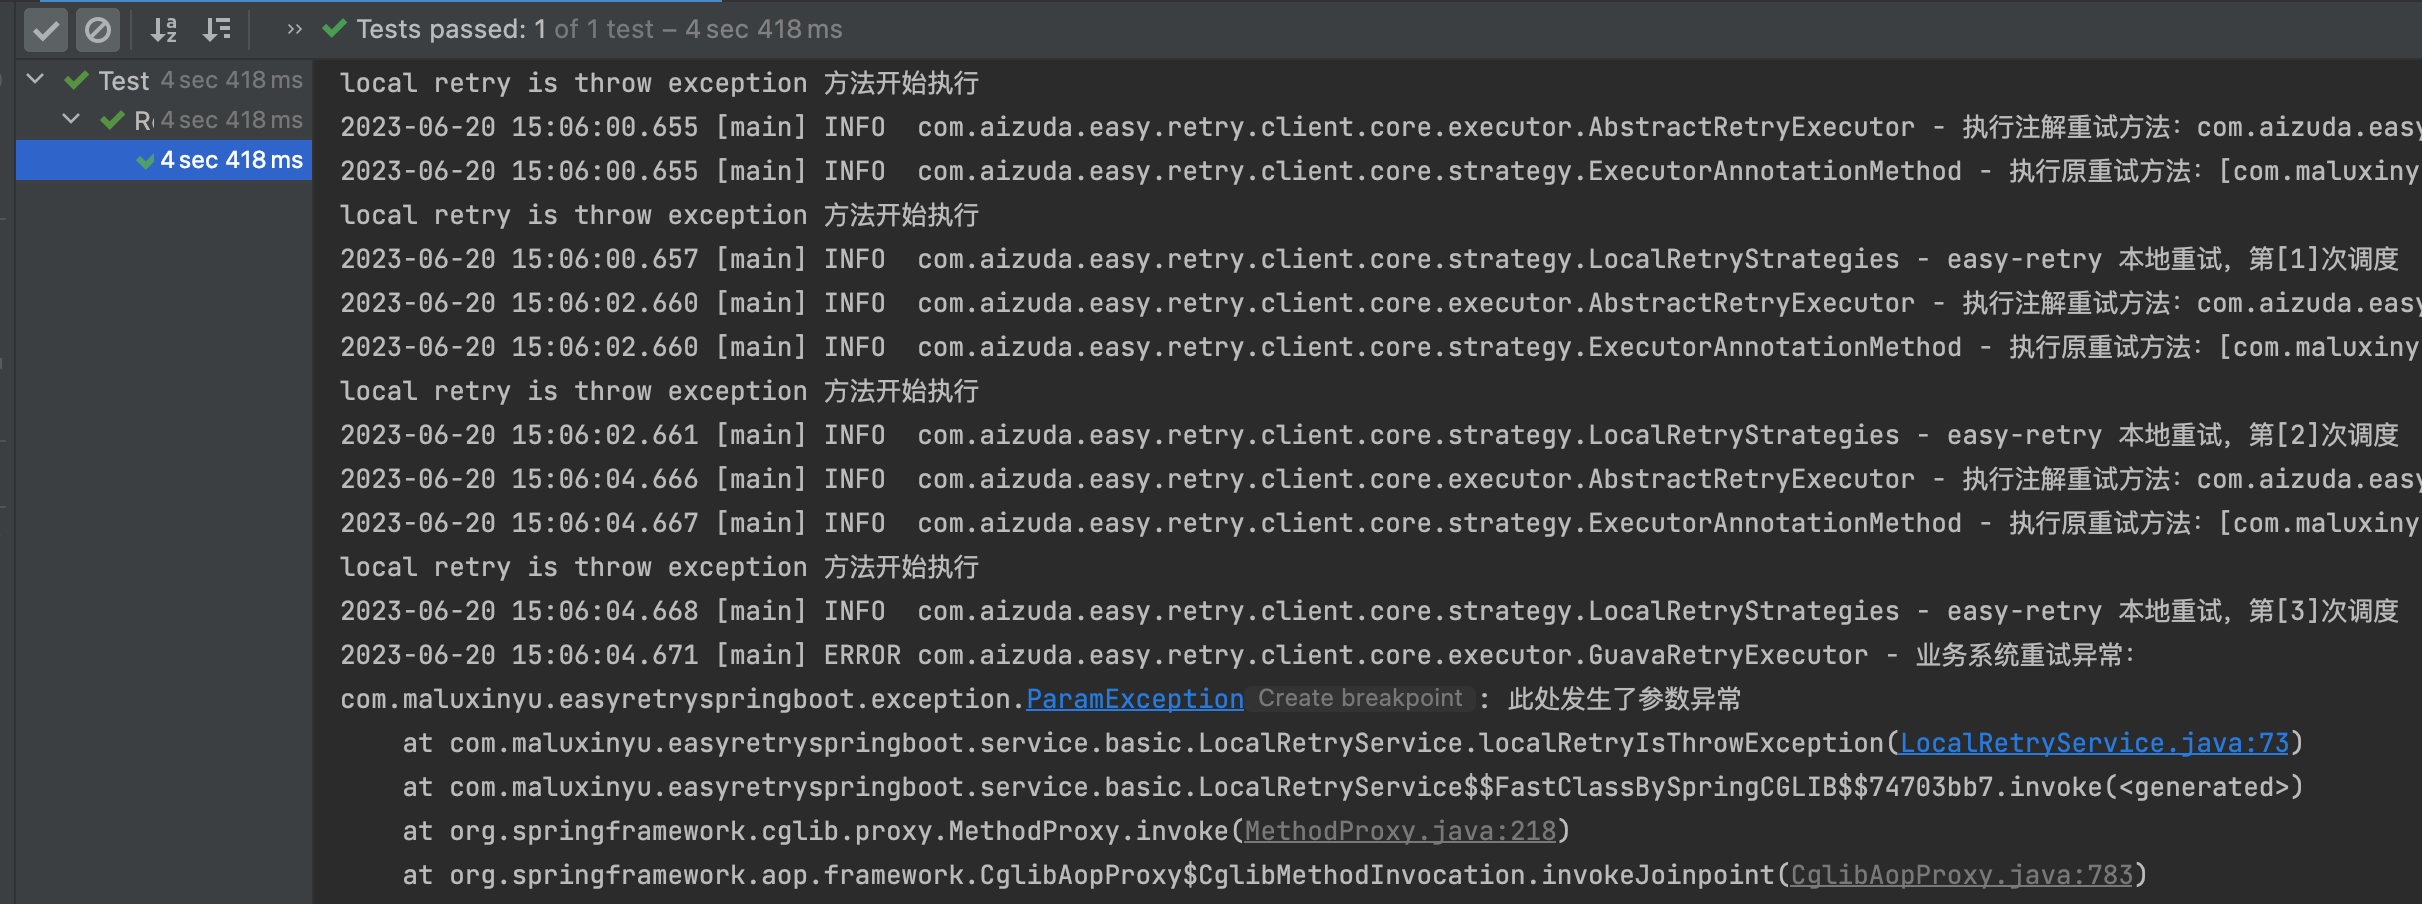 Tests passed: 1 of 1 test – 4 sec 418 ms
Test 4 sec 418 ms
4 sec 418 ms
4 sec 418 ms
local retry is throw exception 方法开始执行
2023-06-20 15:06:00.655 [main] INFO  com.aizuda.easy.retry.client.core.executor.AbstractRetryExecutor - 执行注解重试方法：com.aizuda.easy
2023-06-20 15:06:00.655 [main] INFO  com.aizuda.easy.retry.client.core.strategy.ExecutorAnnotationMethod - 执行原重试方法：[com.maluxiny
local retry is throw exception 方法开始执行
2023-06-20 15:06:00.657 [main] INFO  com.aizuda.easy.retry.client.core.strategy.LocalRetryStrategies - easy-retry 本地重试，第[1]次调度
2023-06-20 15:06:02.660 [main] INFO  com.aizuda.easy.retry.client.core.executor.AbstractRetryExecutor - 执行注解重试方法：com.aizuda.easy
2023-06-20 15:06:02.660 [main] INFO  com.aizuda.easy.retry.client.core.strategy.ExecutorAnnotationMethod - 执行原重试方法：[com.maluxiny
local retry is throw exception 方法开始执行
2023-06-20 15:06:02.661 [main] INFO  com.aizuda.easy.retry.client.core.strategy.LocalRetryStrategies - easy-retry 本地重试，第[2]次调度
2023-06-20 15:06:04.666 [main] INFO  com.aizuda.easy.retry.client.core.executor.AbstractRetryExecutor - 执行注解重试方法：com.aizuda.easy
2023-06-20 15:06:04.667 [main] INFO  com.aizuda.easy.retry.client.core.strategy.ExecutorAnnotationMethod - 执行原重试方法：[com.maluxiny
local retry is throw exception 方法开始执行
2023-06-20 15:06:04.668 [main] INFO  com.aizuda.easy.retry.client.core.strategy.LocalRetryStrategies - easy-retry 本地重试，第[3]次调度
2023-06-20 15:06:04.671 [main] ERROR com.aizuda.easy.retry.client.core.executor.GuavaRetryExecutor - 业务系统重试异常：
com.maluxinyu.easyretryspringboot.exception.ParamException Create breakpoint : 此处发生了参数异常
    at com.maluxinyu.easyretryspringboot.service.basic.LocalRetryService.localRetryIsThrowException(LocalRetryService.java:73)
    at com.maluxinyu.easyretryspringboot.service.basic.LocalRetryService$$FastClassBySpringCGLIB$$74703bb7.invoke(<generated>)
    at org.springframework.cglib.proxy.MethodProxy.invoke(MethodProxy.java:218)
    at org.springframework.aop.framework.CglibAopProxy$CglibMethodInvocation.invokeJoinpoint(CglibAopProxy.java:783)